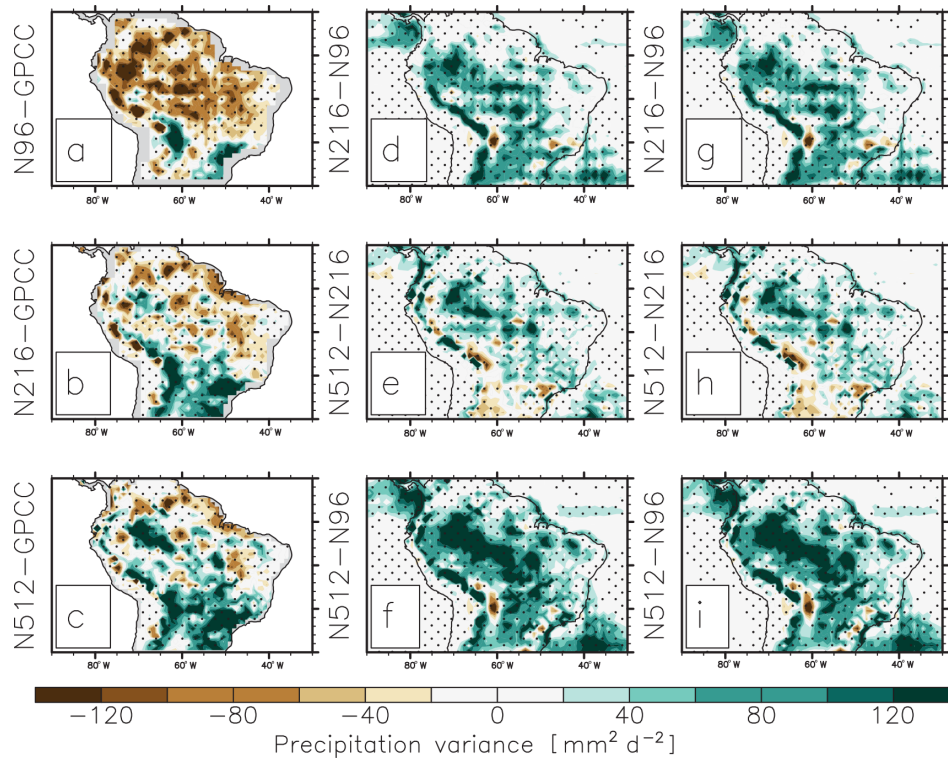 N96-GPCC
a
80° W
60° W
40° W
N216-N96
d
80° W
60° W
40° W
N216-N96
g
80° W
60° W
40° W
N216-GPCC
b
80° W
60° W
40° W
N512-N216
e
80° W
60° W
40° W
N512-N216
h
80° W
60° W
40° W
N512-GPCC
c
80° W
60° W
40° W
N512-N96
f
80° W
60° W
40° W
N512-N96
i
80° W
60° W
40° W
−120 −80 −40 0 40 80 120
Precipitation variance [mm² d⁻²]